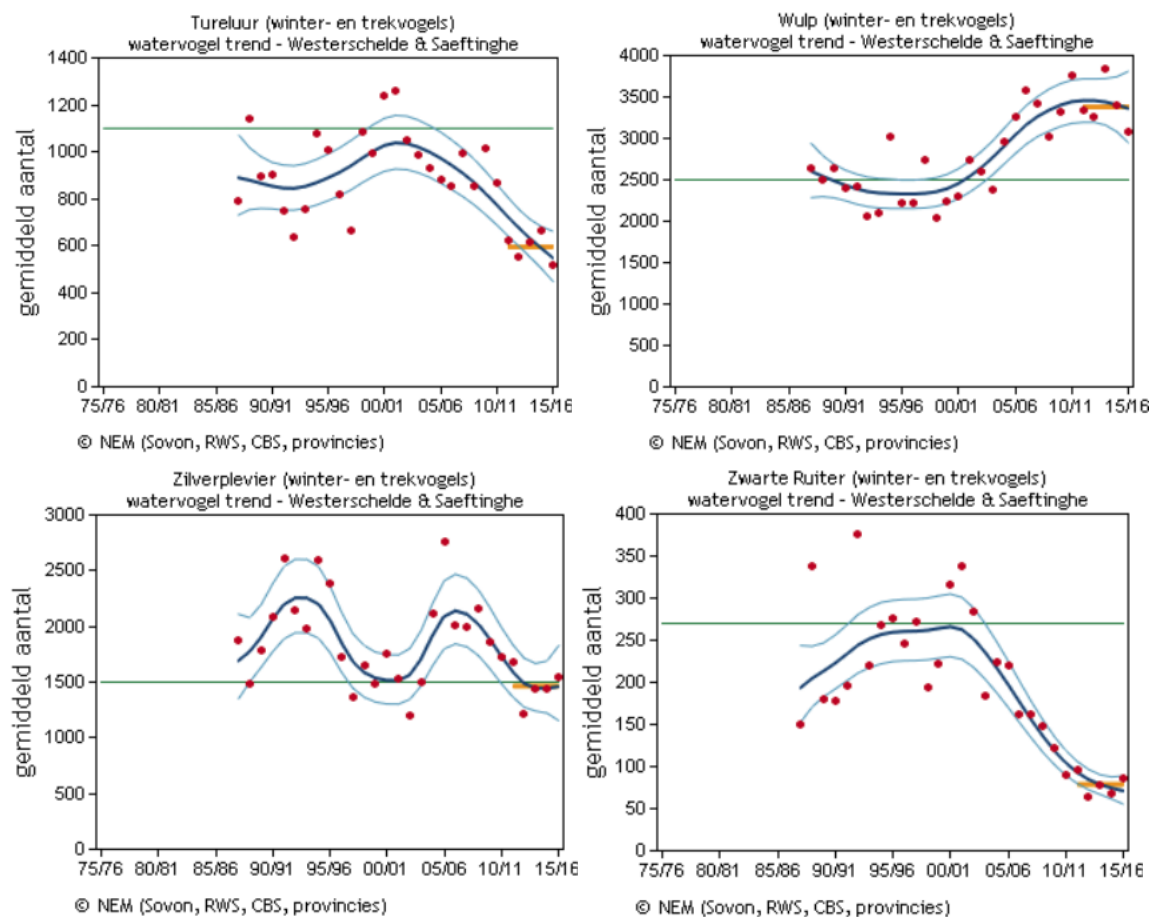 Tureluur (winter- en trekvogels)
watervogel trend - Westerschelde & Saeftinghe
gemiddeld aantal
1400
1200
1000
800
600
400
200
0
75/76 80/81 85/86 90/91 95/96 00/01 05/06 10/11 15/16
© NEM (Sovon, RWS, CBS, provincies)
Wulp (winter- en trekvogels)
watervogel trend - Westerschelde & Saeftinghe
gemiddeld aantal
4000
3500
3000
2500
2000
1500
1000
500
0
75/76 80/81 85/86 90/91 95/96 00/01 05/06 10/11 15/16
© NEM (Sovon, RWS, CBS, provincies)
Zilverplevier (winter- en trekvogels)
watervogel trend - Westerschelde & Saeftinghe
gemiddeld aantal
3000
2500
2000
1500
1000
500
0
75/76 80/81 85/86 90/91 95/96 00/01 05/06 10/11 15/16
© NEM (Sovon, RWS, CBS, provincies)
Zwarte Ruiter (winter- en trekvogels)
watervogel trend - Westerschelde & Saeftinghe
gemiddeld aantal
400
350
300
250
200
150
100
50
0
75/76 80/81 85/86 90/91 95/96 00/01 05/06 10/11 15/16
© NEM (Sovon, RWS, CBS, provincies)